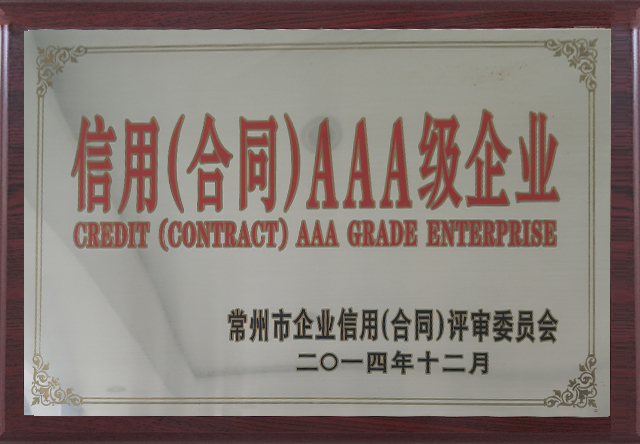 信用(合同)AAA级企业
CREDIT (CONTRACT) AAA GRADE ENTERPRISE
常州市企业信用(合同)评审委员会
二〇一四年十二月